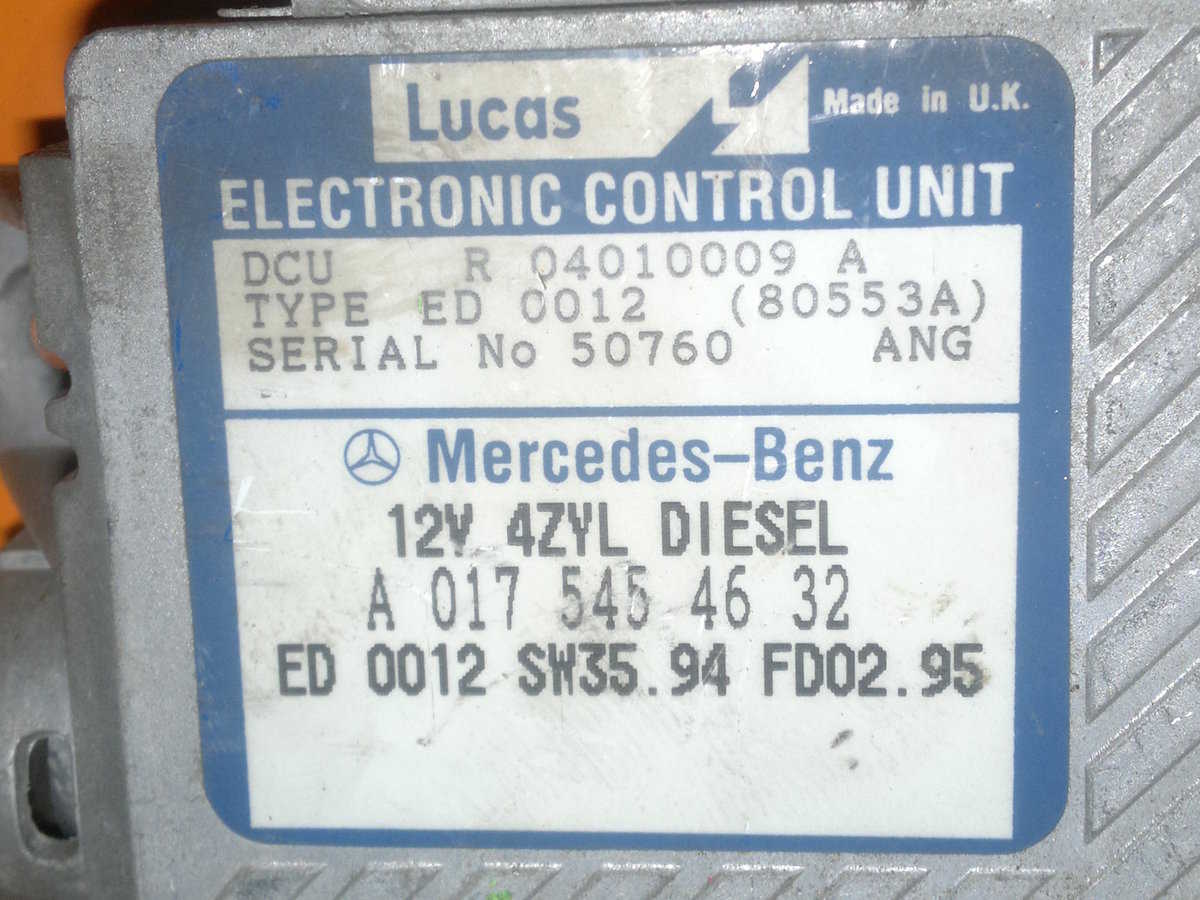 Lucas
Made in U.K.
ELECTRONIC CONTROL UNIT
DCU R 04010009 A
TYPE ED 0012 (80553A)
SERIAL No 50760 ANG
Mercedes-Benz
12V 4ZYL DIESEL
A 017 545 46 32
ED 0012 SW35.94 FD02.95